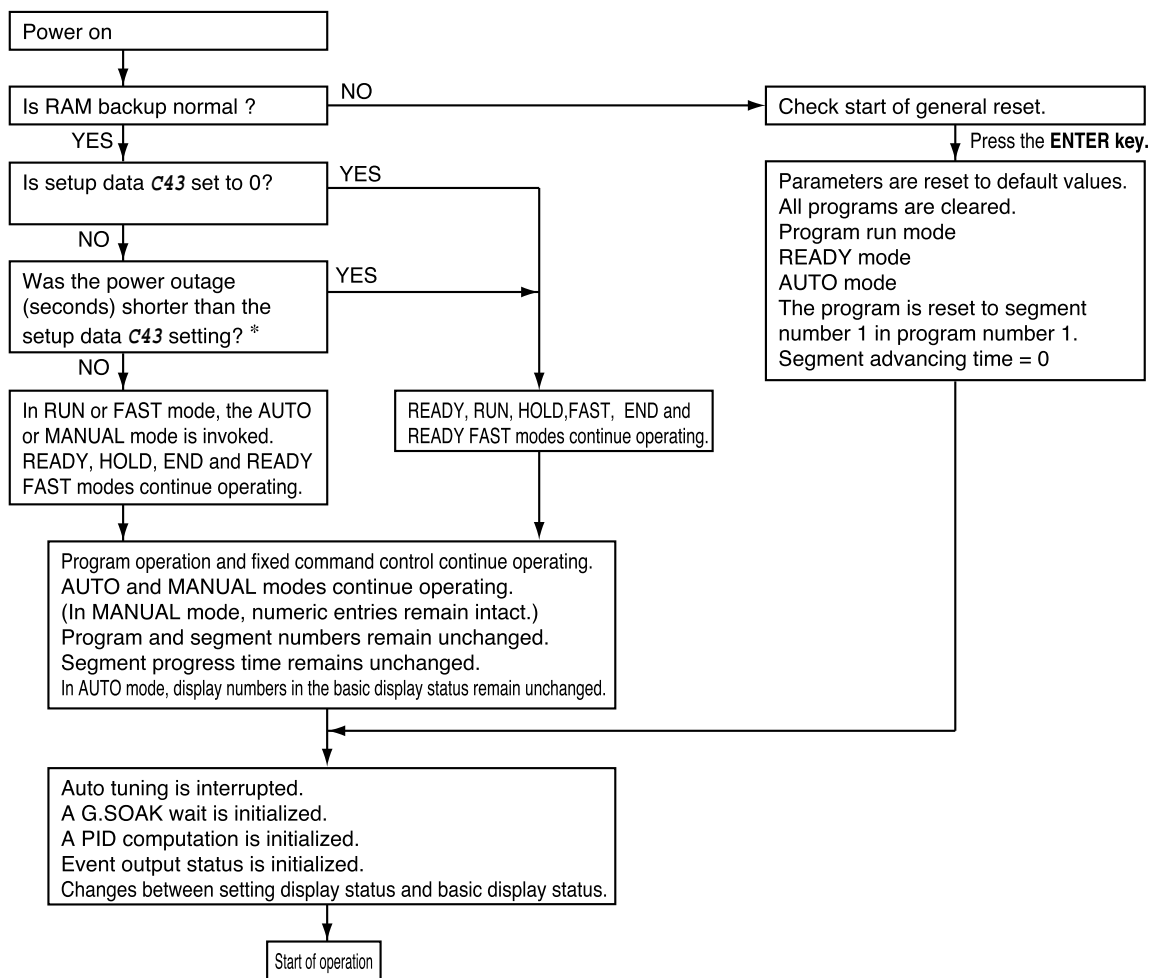 Power on
Is RAM backup normal ?
NO
Check start of general reset.
YES
Press the ENTER key.
Is setup data C43 set to 0?
YES
Parameters are reset to default values.
All programs are cleared.
Program run mode
READY mode
AUTO mode
The program is reset to segment
number 1 in program number 1.
Segment advancing time = 0
NO
Was the power outage
(seconds) shorter than the
setup data C43 setting? *
YES
NO
In RUN or FAST mode, the AUTO
or MANUAL mode is invoked.
READY, HOLD, END and READY
FAST modes continue operating.
READY, RUN, HOLD,FAST, END and
READY FAST modes continue operating.
Program operation and fixed command control continue operating.
AUTO and MANUAL modes continue operating.
(In MANUAL mode, numeric entries remain intact.)
Program and segment numbers remain unchanged.
Segment progress time remains unchanged.
In AUTO mode, display numbers in the basic display status remain unchanged.
Auto tuning is interrupted.
A G.SOAK wait is initialized.
A PID computation is initialized.
Event output status is initialized.
Changes between setting display status and basic display status.
Start of operation